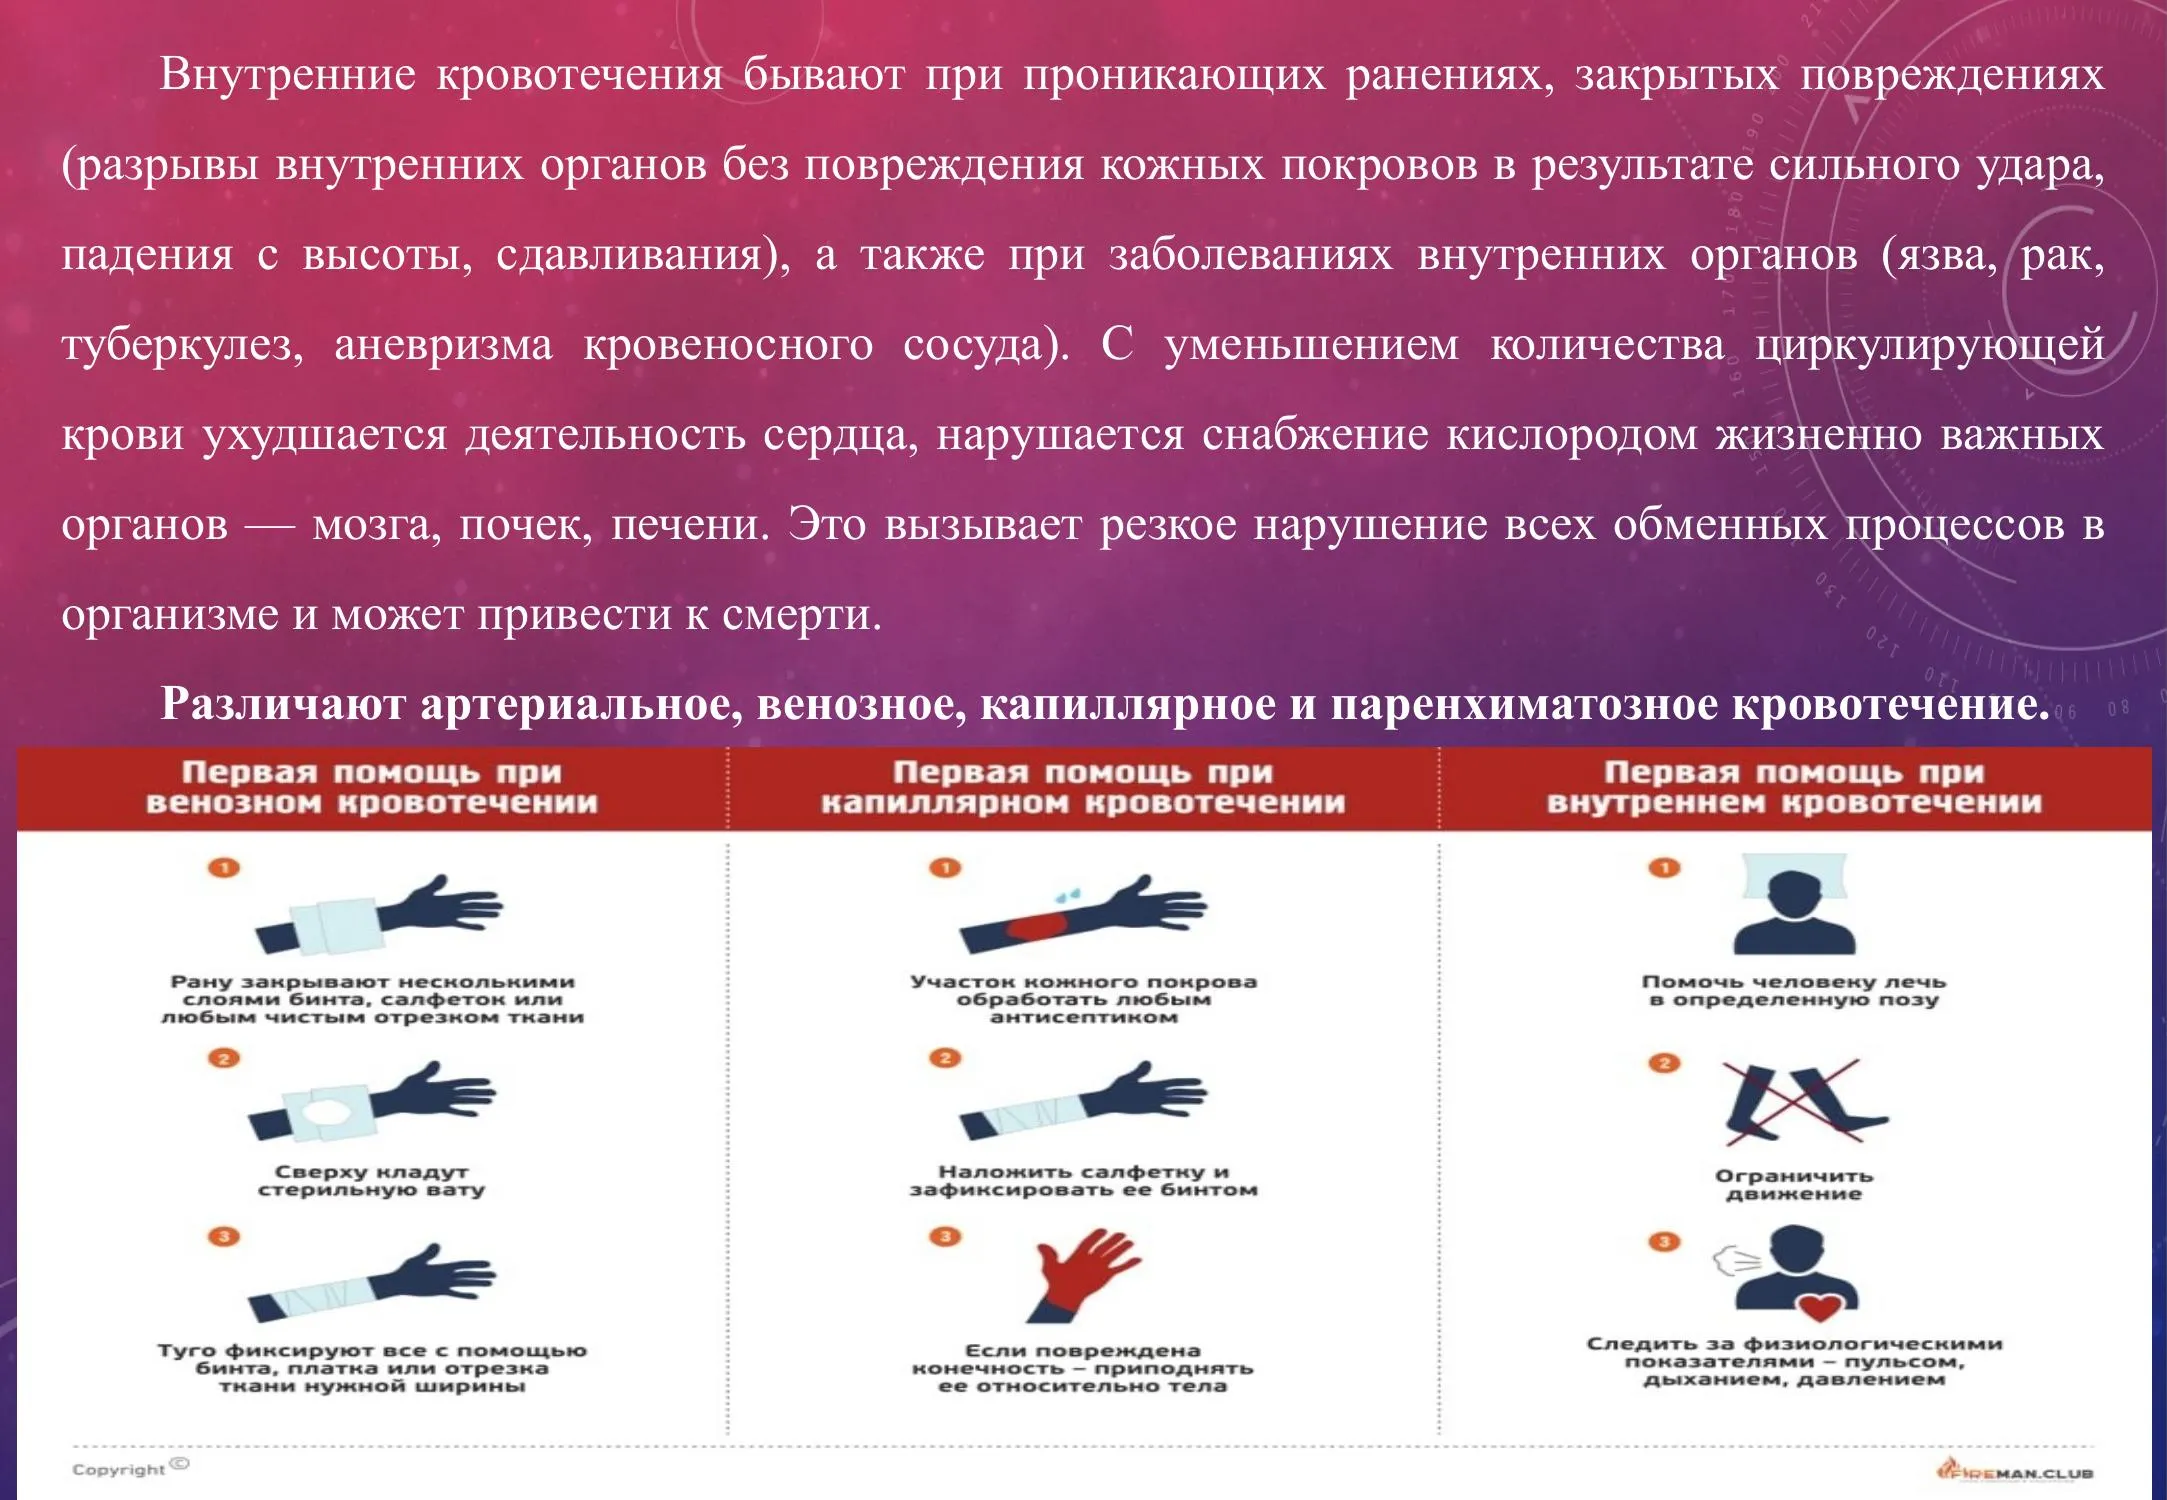 Внутренние кровотечения бывают при проникающих ранениях, закрытых повреждениях
(разрывы внутренних органов без повреждения кожных покровов в результате сильного удара,
падения с высоты, сдавливания), а также при заболеваниях внутренних органов (язва, рак,
туберкулез, аневризма кровеносного сосуда). С уменьшением количества циркулирующей
крови ухудшается деятельность сердца, нарушается снабжение кислородом жизненно важных
органов — мозга, почек, печени. Это вызывает резкое нарушение всех обменных процессов в
организме и может привести к смерти.
Различают артериальное, венозное, капиллярное и паренхиматозное кровотечение.
Первая помощь при
венозном кровотечении
1
Рану закрывают несколькими
слоями бинта, салфеток или
любым чистым отрезком ткани
2
Сверху кладут
стерильную вату
3
Туго фиксируют все с помощью
бинта, платка или отрезка
ткани нужной ширины
Первая помощь при
капиллярном кровотечении
1
Участок кожного покрова
обработать любым
антисептиком
2
Наложить салфетку и
зафиксировать ее бинтом
3
Если повреждена
конечность – приподнять
ее относительно тела
Первая помощь при
внутреннем кровотечении
1
Помочь человеку лечь
в определенную позу
2
Ограничить
движение
3
Следить за физиологическими
показателями – пульсом,
дыханием, давлением
Copyright ©
FIREMAN.CLUB